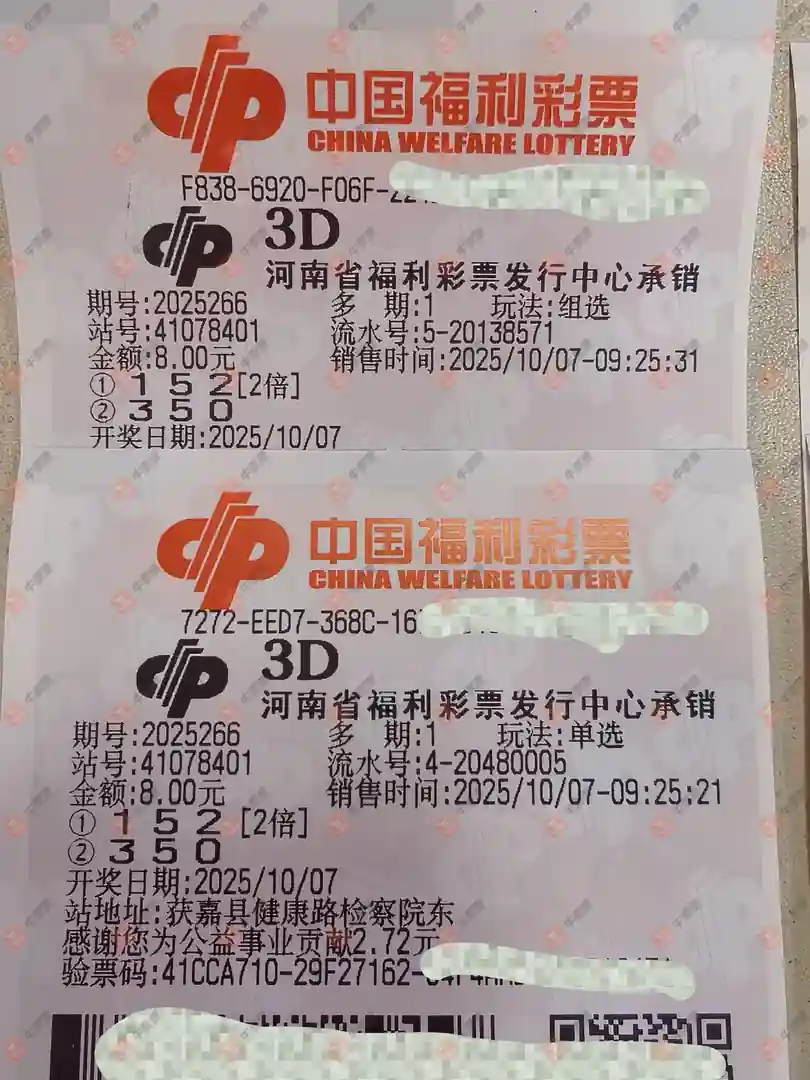 中国福利彩票
CHINA WELFARE LOTTERY
F838-6920-F06F-
3D
河南省福利彩票发行中心承销
期号:2025266 多 期:1 玩法:组选
站号:41078401 流水号:5-20138571
金额:8.00元 销售时间:2025/10/07-09:25:31
① 1 5 2[2倍]
② 3 5 0
开奖日期:2025/10/07
中国福利彩票
CHINA WELFARE LOTTERY
7272-EED7-368C-16
3D
河南省福利彩票发行中心承销
期号:2025266 多 期:1 玩法:单选
站号:41078401 流水号:4-20480005
金额:8.00元 销售时间:2025/10/07-09:25:21
① 1 5 2[2倍]
② 3 5 0
开奖日期:2025/10/07
站地址:获嘉县健康路检察院东
感谢您为公益事业贡献2.72元
验票码:41CCA710-29F27162-